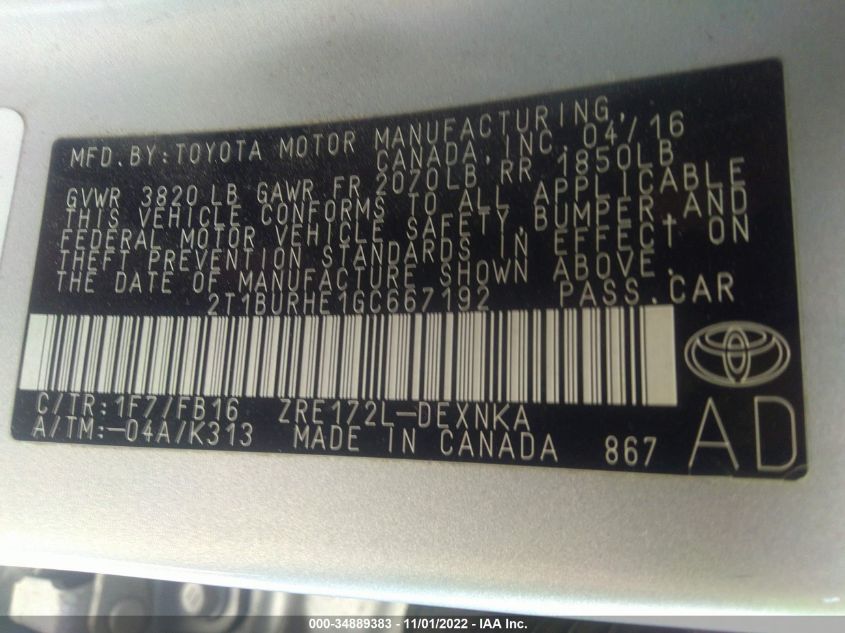 MFD.BY:TOYOTA MOTOR MANUFACTURING,
CANADA,INC. 04/16
GVWR 3820 LB GAWR FR 2070LB RR 1850LB
THIS VEHICLE CONFORMS TO ALL APPLICABLE
FEDERAL MOTOR VEHICLE SAFETY,BUMPER,AND
THEFT PREVENTION STANDARDS IN EFFECT ON
THE DATE OF MANUFACTURE SHOWN ABOVE.
2T1BURHE1GC667192 PASS.CAR
C/TR:1F7/FB16 ZRE172L-DEXNKA
A/TM:-04A/K313 MADE IN CANADA 867
AD
000-34889383 - 11/01/2022 - IAA Inc.